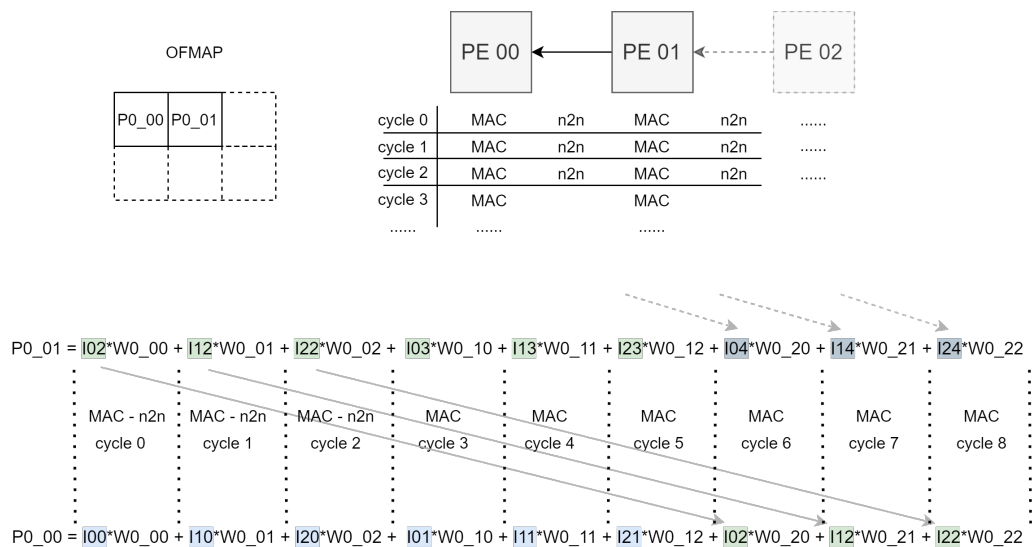 OFMAP
P0_00 P0_01
PE 00 PE 01 PE 02
cycle 0 MAC n2n MAC n2n ......
cycle 1 MAC n2n MAC n2n ......
cycle 2 MAC n2n MAC n2n ......
cycle 3 MAC MAC
...... ...... ......
P0_01 = I02*W0_00 + I12*W0_01 + I22*W0_02 + I03*W0_10 + I13*W0_11 + I23*W0_12 + I04*W0_20 + I14*W0_21 + I24*W0_22
MAC - n2n MAC - n2n MAC - n2n MAC MAC MAC MAC MAC MAC
cycle 0 cycle 1 cycle 2 cycle 3 cycle 4 cycle 5 cycle 6 cycle 7 cycle 8
P0_00 = I00*W0_00 + I10*W0_01 + I20*W0_02 + I01*W0_10 + I11*W0_11 + I21*W0_12 + I02*W0_20 + I12*W0_21 + I22*W0_22